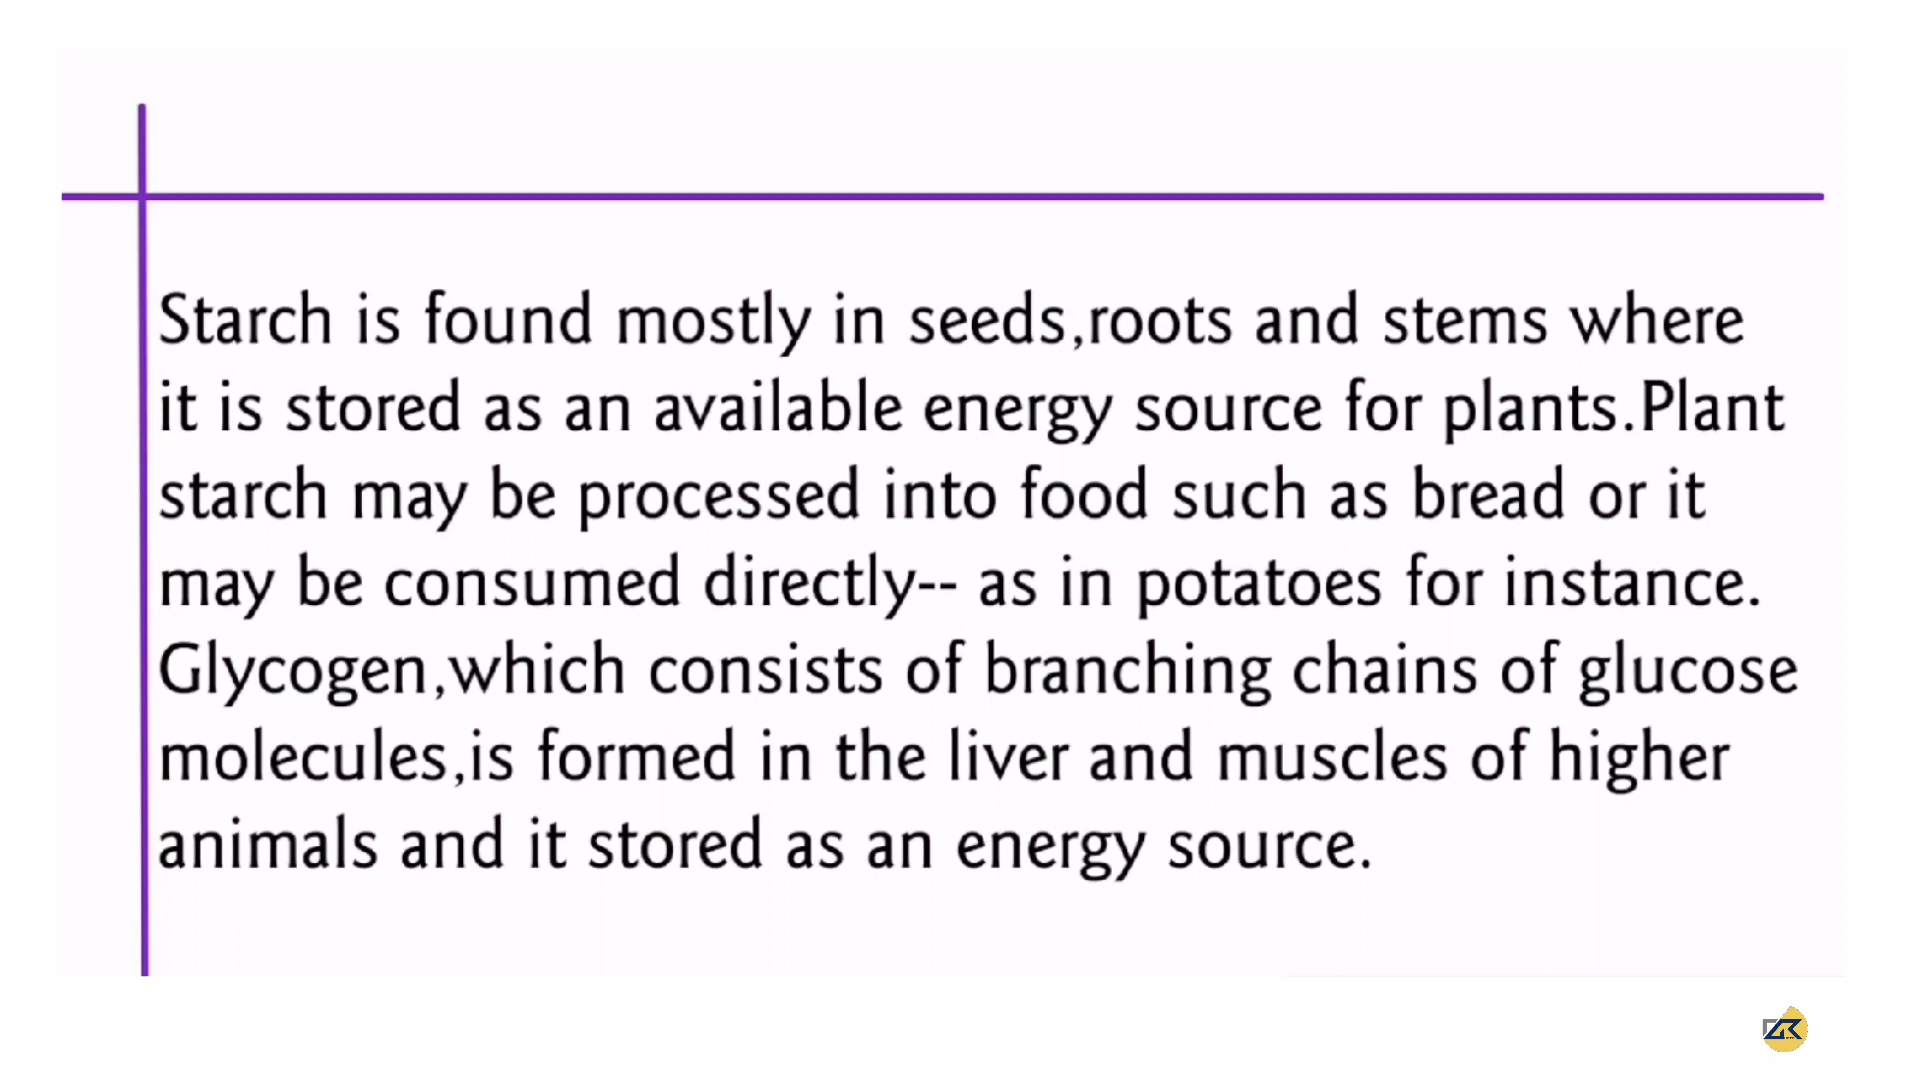 Starch is found mostly in seeds,roots and stems where
it is stored as an available energy source for plants.Plant
starch may be processed into food such as bread or it
may be consumed directly-- as in potatoes for instance.
Glycogen,which consists of branching chains of glucose
molecules,is formed in the liver and muscles of higher
animals and it stored as an energy source.